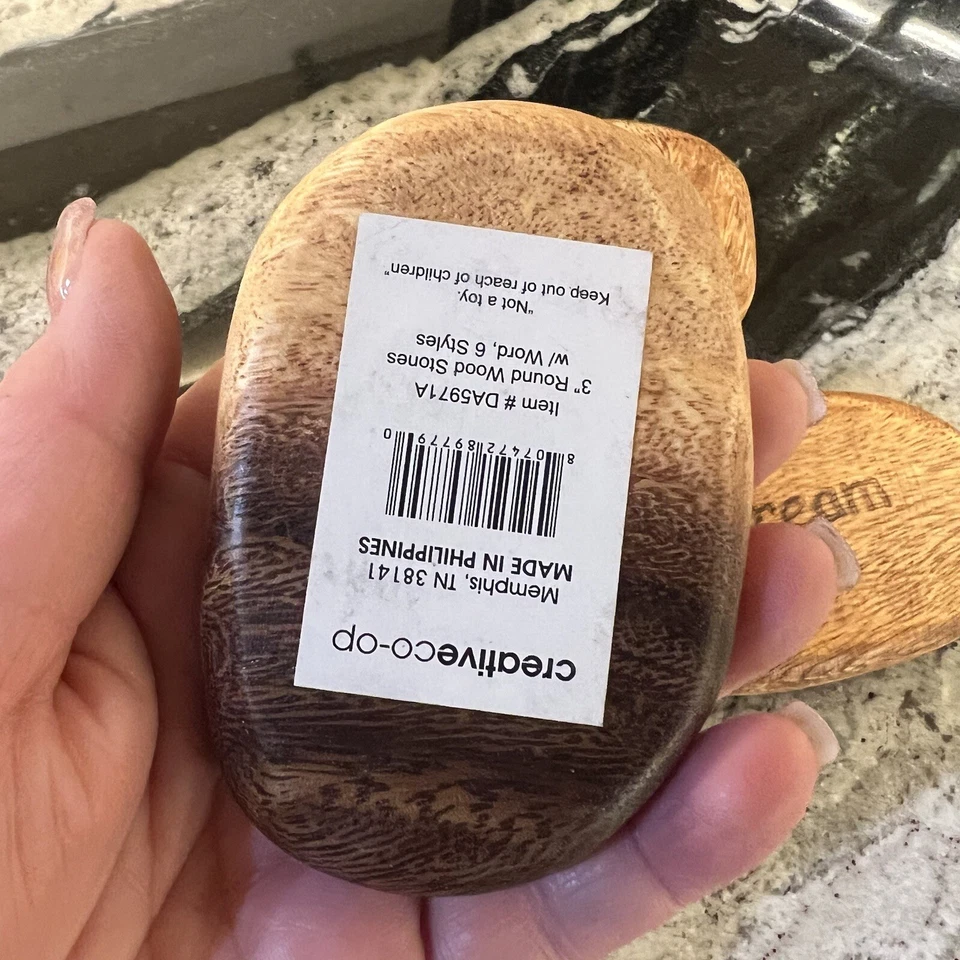 creativeco-op
Memphis, TN 38141
MADE IN PHILIPPINES
8 07472 89779 0
Item # DA5971A
3" Round Wood Stones
w/ Word, 6 Styles
"Not a toy.
Keep out of reach of children"
ream